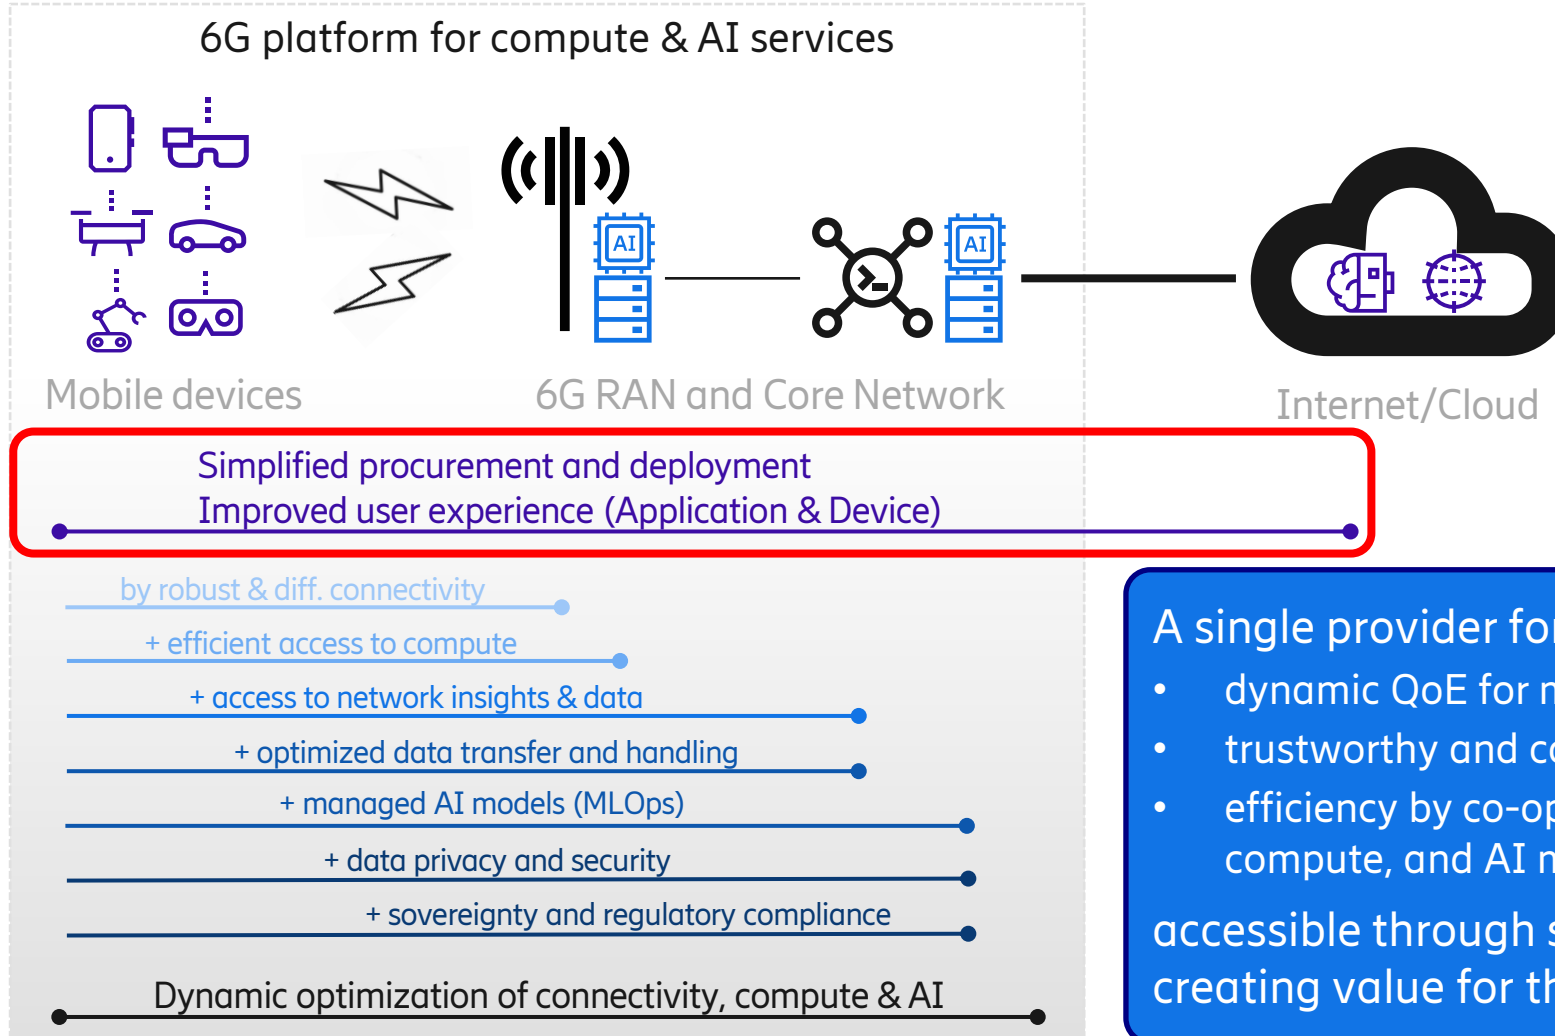 6G platform for compute & AI services
AI
AI
Mobile devices
6G RAN and Core Network
Internet/Cloud
Simplified procurement and deployment
Improved user experience (Application & Device)
by robust & diff. connectivity
+ efficient access to compute
+ access to network insights & data
+ optimized data transfer and handling
+ managed AI models (MLOps)
+ data privacy and security
+ sovereignty and regulatory compliance
Dynamic optimization of connectivity, compute & AI
A single provider for
• dynamic QoE for
• trustworthy and
• efficiency by
compute, and AI
accessible through
creating value for